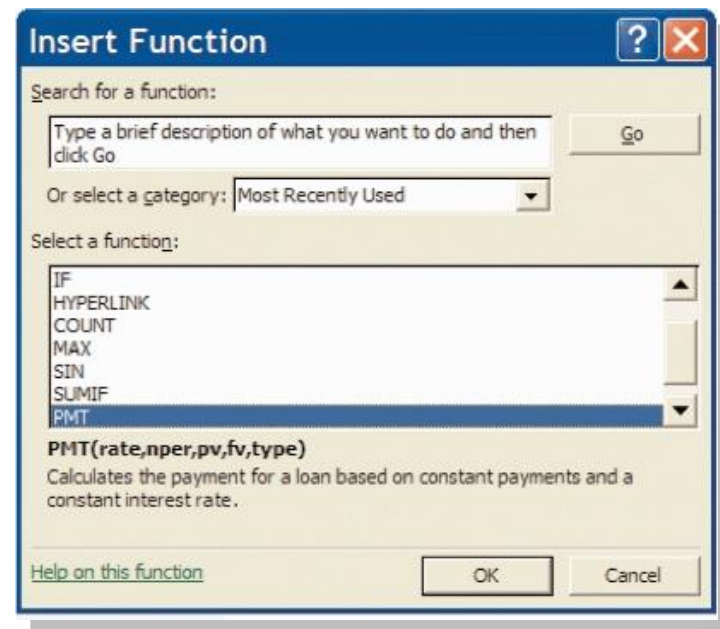 Insert Function
Search for a function:
Type a brief description of what you want to do and then
click Go
Go
Or select a category: Most Recently Used
Select a function:
IF
HYPERLINK
COUNT
MAX
SIN
SUMIF
PMT
PMT(rate,nper,pv,fv,type)
Calculates the payment for a loan based on constant payments and a
constant interest rate.
Help on this function
OK
Cancel